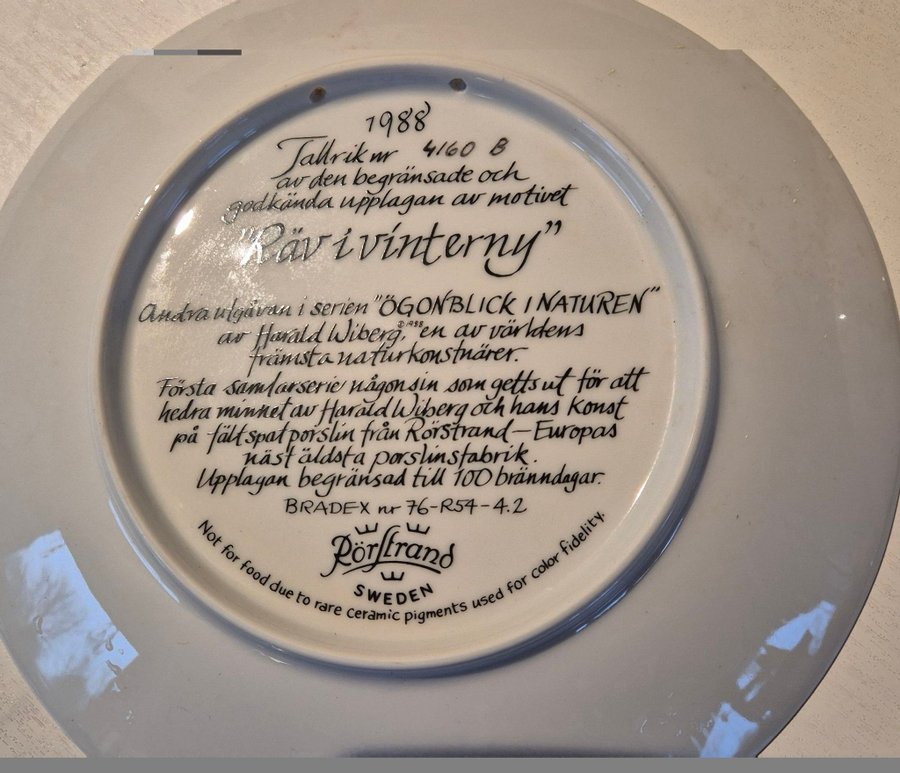 1988
Tallrik nr 4160 B
av den begränsade och
godkända upplagan av motivet
"Räv i vinterny"
Andra utgåvan i serien "ÖGONBLICK I NATUREN"
av Harald Wiberg, © 1988 en av världens
främsta naturkonstnärer.
Första samlarserie någonsin som getts ut för att
hedra minnet av Harald Wiberg och hans konst
på fältspatporslin från Rörstrand — Europas
näst äldsta porslinsfabrik.
Upplagan begränsad till 100 bränndagar.
BRADEX nr 76-R54-4.2
Rörstrand
SWEDEN
Not for food due to rare ceramic pigments used for color fidelity.